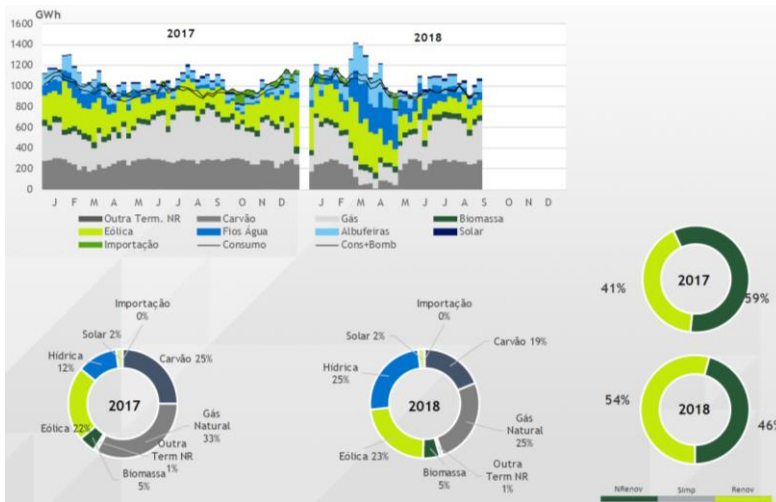 GWh
2017
2018
1600
1400
1200
1000
800
600
400
200
0
J F M A M J J A S O N D J F M A M J J A S O N D
Outra Term. NR Carvão Gás Biomassa
Eólica Fios Água Albufeiras Solar
Importação Consumo Cons+Bomb
Importação
0%
Solar 2%
Carvão 25%
Hídrica
12%
2017
Eólica 22%
Gás
Natural
33%
Outra
Term NR
1%
Biomassa
5%
Importação
0%
Solar 2%
Carvão 19%
Hídrica
25%
2018
Gás
Natural
25%
Eólica 23%
Outra
Term NR
1%
Biomassa
5%
41%
2017
59%
54%
2018
46%
NRenov SImp Renov